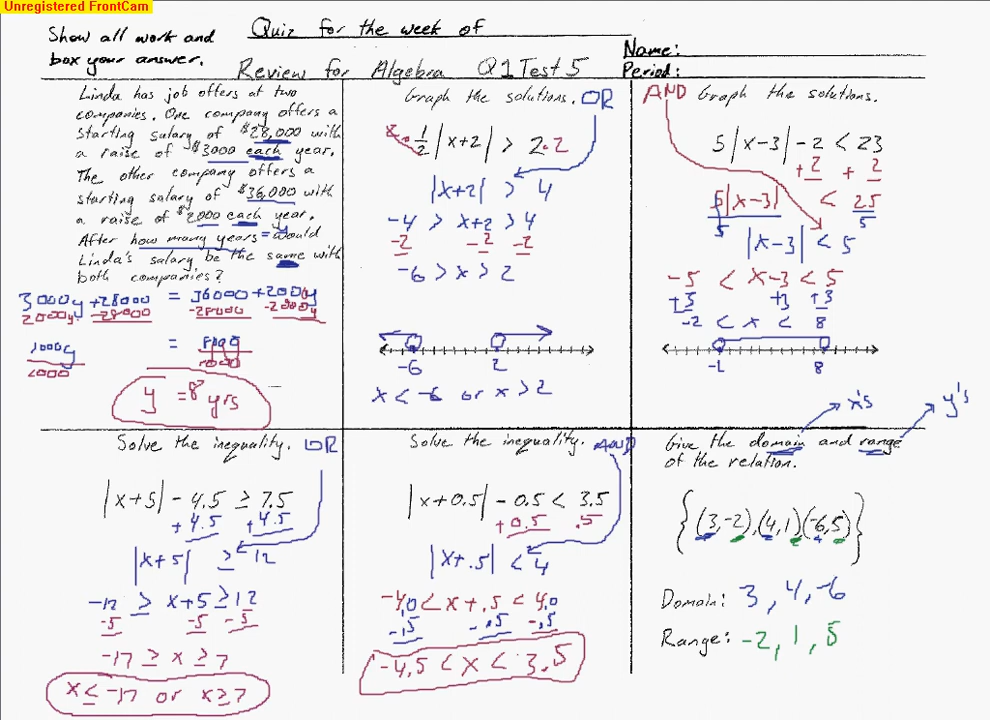 Unregistered FrontCam
Show all work and
box your answer.
Quiz for the week of
Review for Algebra Q1Test 5
Name:
Period:
Linda has job offers at two
companies. One company offers a
starting salary of $28,000 with
a raise of $3000 each year.
The other company offers a
starting salary of $36,000 with
a raise of $2000 each year.
After how many years would
Linda's salary be the same with
both companies?
3000y +28000 = 36000 + 2000y
-28000 -28000 -2000y
1000y =
1000 1000
y = 8 yrs
Graph the solutions. OR
1/2 |x+2| > 2·2
|x+2| > 4
-4 > x+2 > 4
-2 -2 -2
-6 > x > 2
-6 2
x < -6 or x > 2
AND Graph the solutions.
5|x-3| - 2 < 23
+2 +2
5|x-3| < 25
5 5
|x-3| < 5
-5 < x-3 < 5
+3 +3 +3
-2 < x < 8
8
Solve the inequality. OR
|x+5| - 4.5 ≥ 7.5
+4.5 +4.5
|x+5| ≥ 12
-12 ≥ x+5 ≥ 12
-5 -5 -5
-17 ≥ x ≥ 7
x ≤ -17 or x ≥ 7
Solve the inequality. AND
|x+0.5| - 0.5 < 3.5
+0.5 .5
|x+.5| < 4
-4.0 < x + .5 < 4.0
-.5 -.5 -.5
-4.5 < x < 3.5
x's y's
Give the domain and range
of the relation.
{(3,-2),(4,1)(-6,5)}
Domain: 3, 4, -6
Range: -2, 1, 5